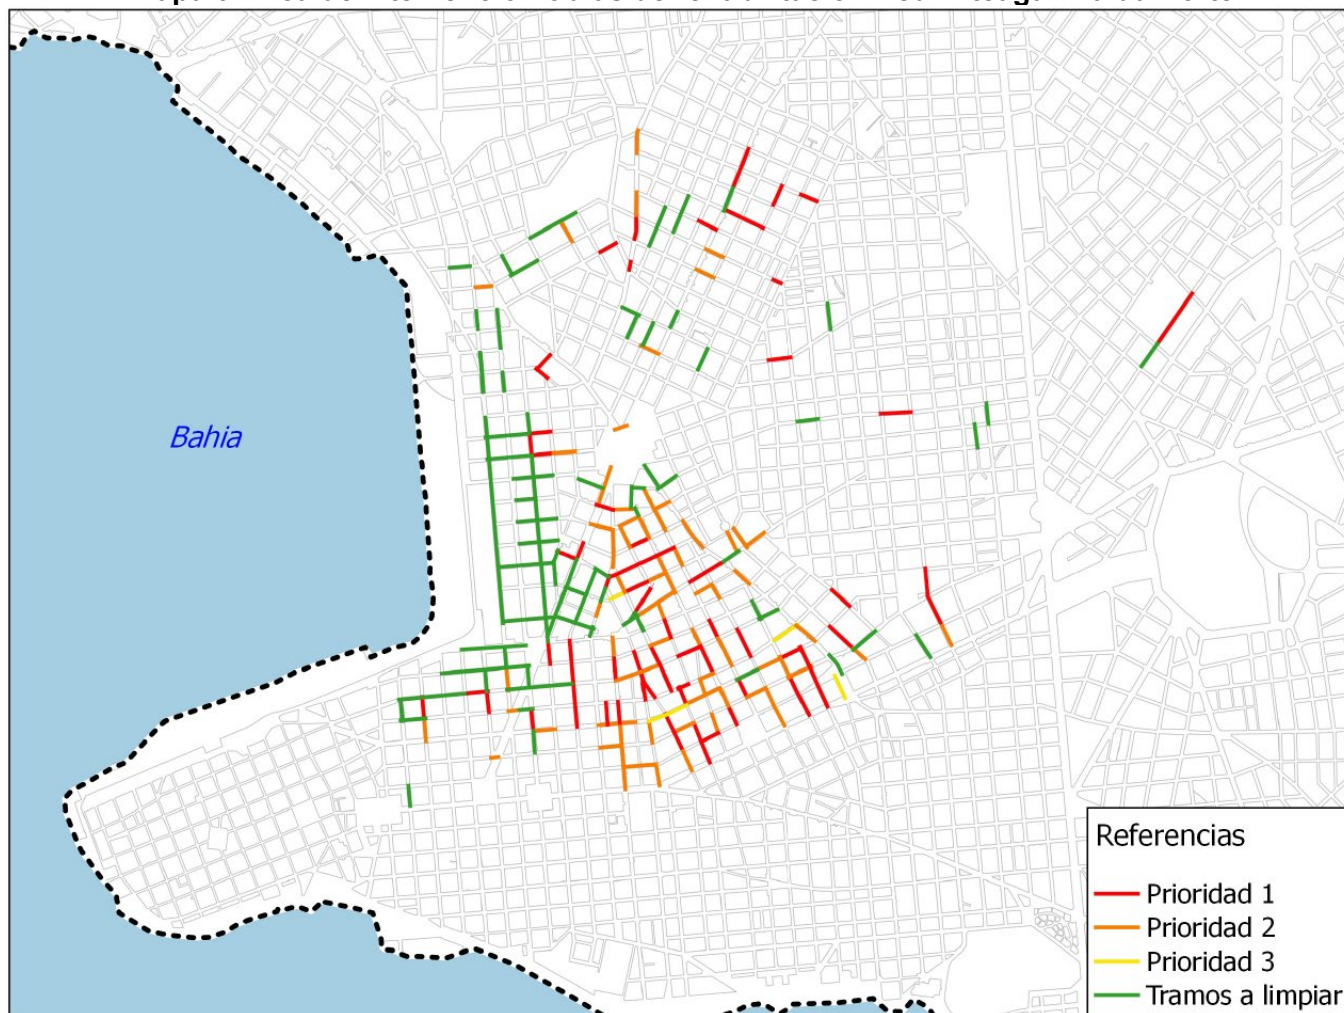 Bahia
Referencias
Prioridad 1
Prioridad 2
Prioridad 3
Tramos a limpiar